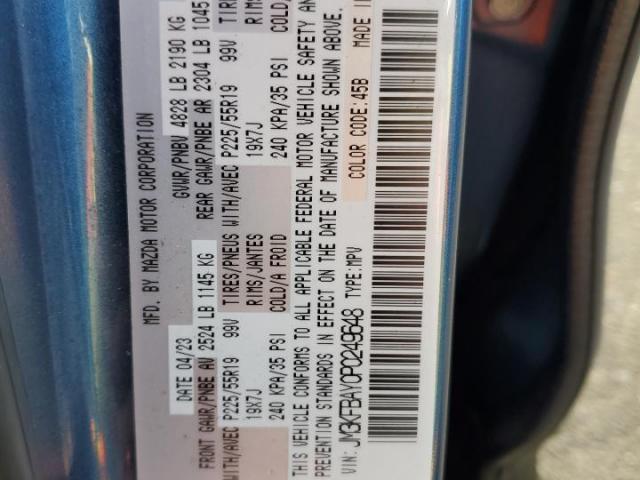 MFD. BY MAZDA MOTOR CORPORATION
DATE 04/23 GVWR/PNBV 4828 LB 2190 KG
FRONT GAWR/PNBE AV 2524 LB 1145 KG REAR GAWR/PNBE AR 2304 LB 1045
WITH/AVEC P225/55R19 99V TIRES/PNEUS WITH/AVEC P225/55R19 99V TIRE
19X7J RIMS/JANTES 19X7J RIMS
240 KPA/35 PSI COLD/A FROID 240 KPA/35 PSI COLD/
THIS VEHICLE CONFORMS TO ALL APPLICABLE FEDERAL MOTOR VEHICLE SAFETY AN
PREVENTION STANDARDS IN EFFECT ON THE DATE OF MANUFACTURE SHOWN ABOVE.
VIN: JM3KFBAY0P0249648 TYPE: MPV COLOR CODE: 45B MADE I